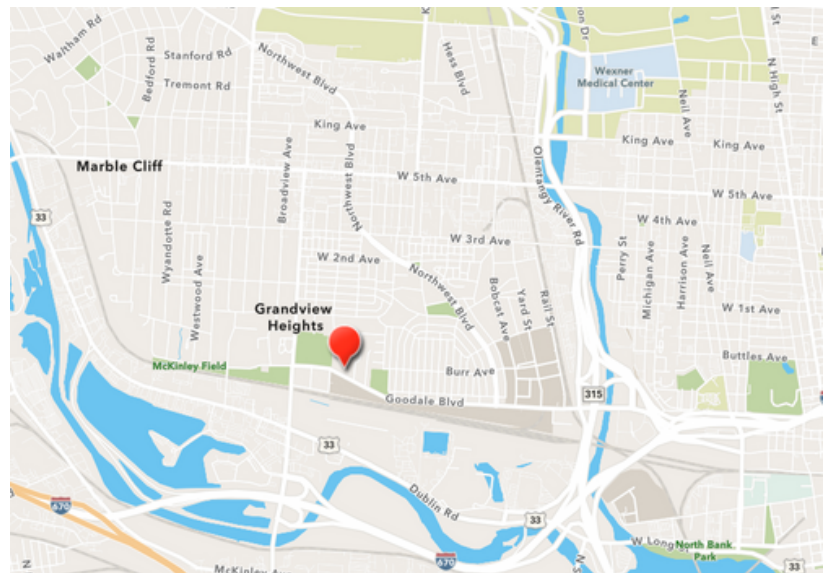 Waltham Rd
Bedford Rd
Stanford Rd
Tremont Rd
Northwest Blvd
Hess Blvd
K
on Dr
Wexner
Medical Center
Neil Ave
N High St
E
King Ave
King Ave
King Ave
Marble Cliff
Broadview Ave
Northwest Blvd
W 5th Ave
W 5th Ave
Olentangy River Rd
33
Wyandotte Rd
Westwood Ave
W 4th Ave
W 3rd Ave
W 2nd Ave
Northwest Blvd
Bobcat Ave
Yard St
Rail St
Perry St
Michigan Ave
Harrison Ave
Neil Ave
W 1st Ave
Grandview
Heights
McKinley Field
Burr Ave
Buttles Ave
Goodale Blvd
315
33
Dublin Rd
33
670
670
McKinley Ave
N
N S
W Long
North Bank
Park
33